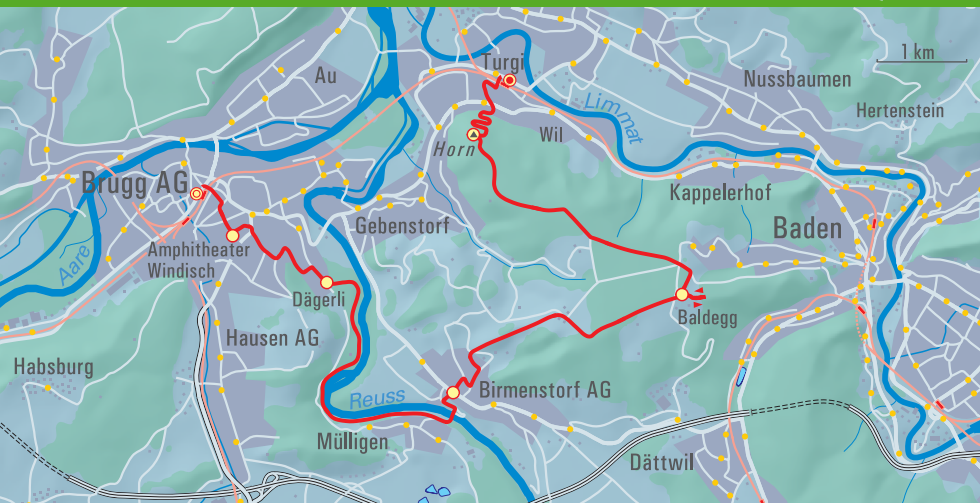 Turgi
1 km
Au
Nussbaumen
Limmat
Hertenstein
Horn
Wil
Brugg AG
Kappelerhof
Gebenstorf
Baden
Aare
Amphitheater
Windisch
Dägerli
Baldegg
Hausen AG
Habsburg
Reuss
Birmenstorf AG
Mülligen
Dättwil